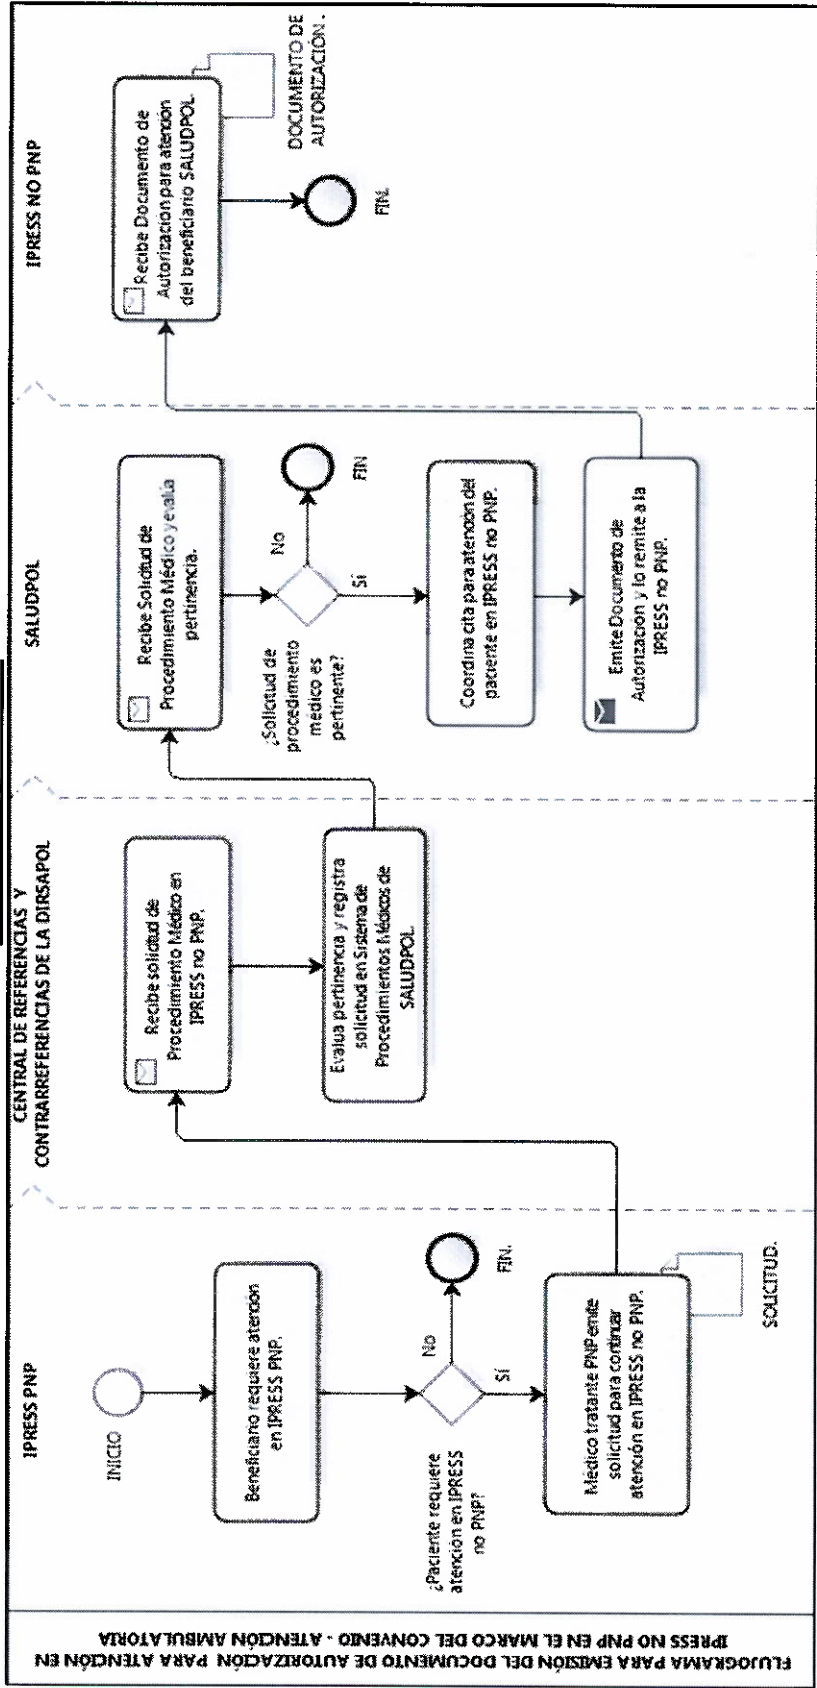 FLUJOGRAMA PARA EMISIÓN DEL DOCUMENTO DE AUTORIZACIÓN PARA ATENCIÓN EN
IPRESS NO PNP EN EL MARCO DEL CONVENIO - ATENCIÓN AMBULATORIA
IPRESS PNP
INICIO
Beneficiario requiere atención
en IPRESS PNP.
¿Paciente requiere
atención en IPRESS
no PNP?
No
FIN.
Sí
Médico tratante PNP emite
solicitud para continuar
atención en IPRESS no PNP.
SOLICITUD.
CENTRAL DE REFERENCIAS Y
CONTRARREFERENCIAS DE LA DIRSAPOL
Recibe solicitud de
Procedimiento Médico en
IPRESS no PNP.
Evalua pertinencia y registra
solicitud en Sistema de
Procedimientos Médicos de
SALUDPOL.
SALUDPOL
Recibe Solicitud de
Procedimiento Médico y evalúa
pertinencia.
¿Solicitud de
procedimiento
médico es
pertinente?
No
FIN
Sí
Coordina cita para atención del
paciente en IPRESS no PNP.
Emite Documento de
Autorización y lo remite a la
IPRESS no PNP.
IPRESS NO PNP
Recibe Documento de
Autorización para atención
del beneficiario SALUDPOL.
DOCUMENTO DE
AUTORIZACIÓN.
FIN.